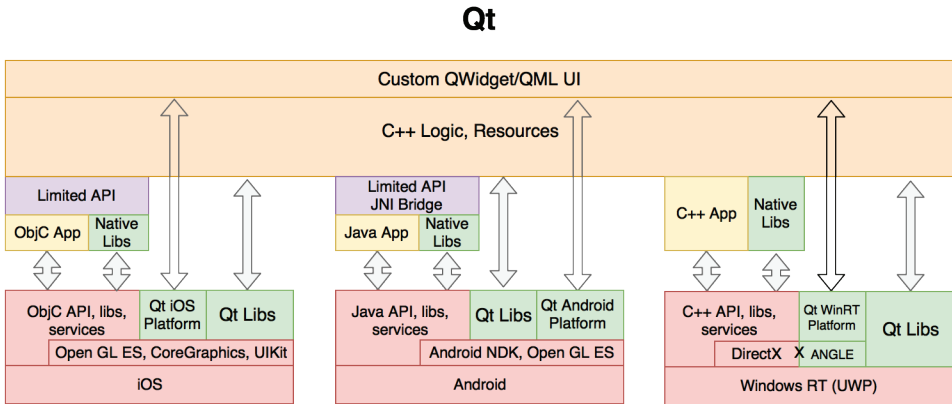 Qt
Custom QWidget/QML UI
C++ Logic, Resources
Limited API
ObjC App
Native
Libs
ObjC API, libs,
services
Qt iOS
Platform
Qt Libs
Open GL ES, CoreGraphics, UIKit
iOS
Limited API
JNI Bridge
Java App
Native
Libs
Java API, libs,
services
Qt Libs
Qt Android
Platform
Android NDK, Open GL ES
Android
C++ App
Native
Libs
C++ API, libs,
services
Qt WinRT
Platform
Qt Libs
DirectX X ANGLE
Windows RT (UWP)